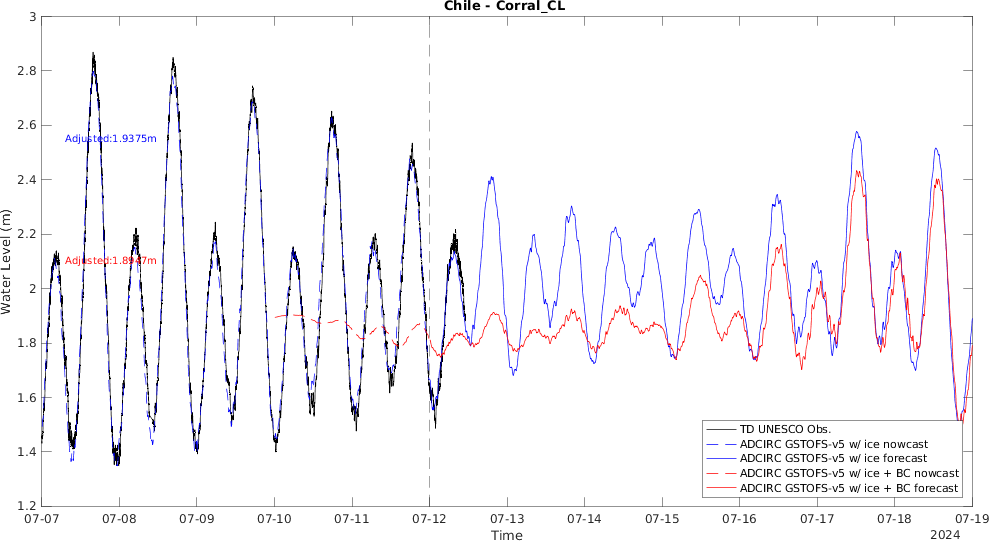 Chile - Corral_CL
3
2.8
2.6
2.4
2.2
2
1.8
1.6
1.4
1.2
Water Level (m)
Adjusted:1.9375m
Adjusted:1.8947m
TD UNESCO Obs.
ADCIRC GSTOFS-v5 w/ ice nowcast
ADCIRC GSTOFS-v5 w/ ice forecast
ADCIRC GSTOFS-v5 w/ ice + BC nowcast
ADCIRC GSTOFS-v5 w/ ice + BC forecast
07-07 07-08 07-09 07-10 07-11 07-12 07-13 07-14 07-15 07-16 07-17 07-18 07-19
Time
2024